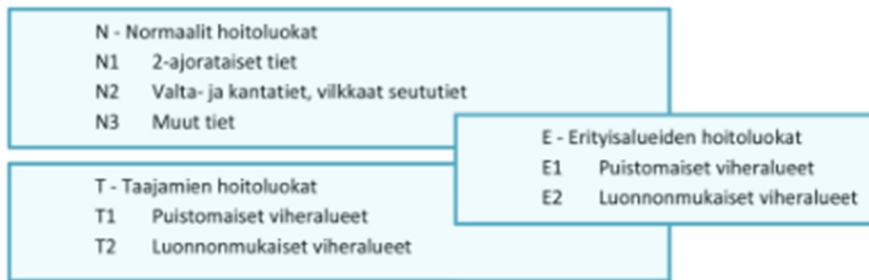 N - Normaalit hoitoluokat
N1 2-ajorataiset tiet
N2 Valta- ja kantatiet, vilkkaat seututiet
N3 Muut tiet
E - Erityisalueiden hoitoluokat
E1 Puistomaiset viheralueet
E2 Luonnonmukaiset viheralueet
T - Taajamien hoitoluokat
T1 Puistomaiset viheralueet
T2 Luonnonmukaiset viheralueet